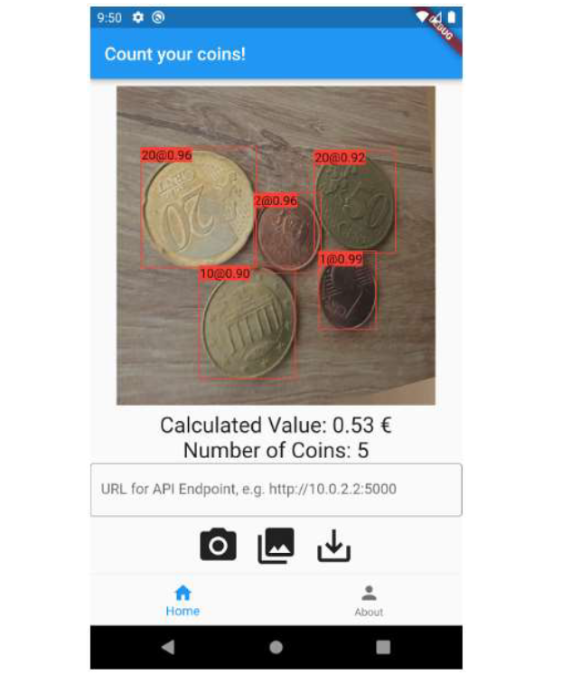 9:50
DEBUG
Count your coins!
20@0.96
20@0.92
2@0.96
1@0.99
10@0.90
20
Calculated Value: 0.53 €
Number of Coins: 5
URL for API Endpoint, e.g. http://10.0.2.2:5000
Home
About